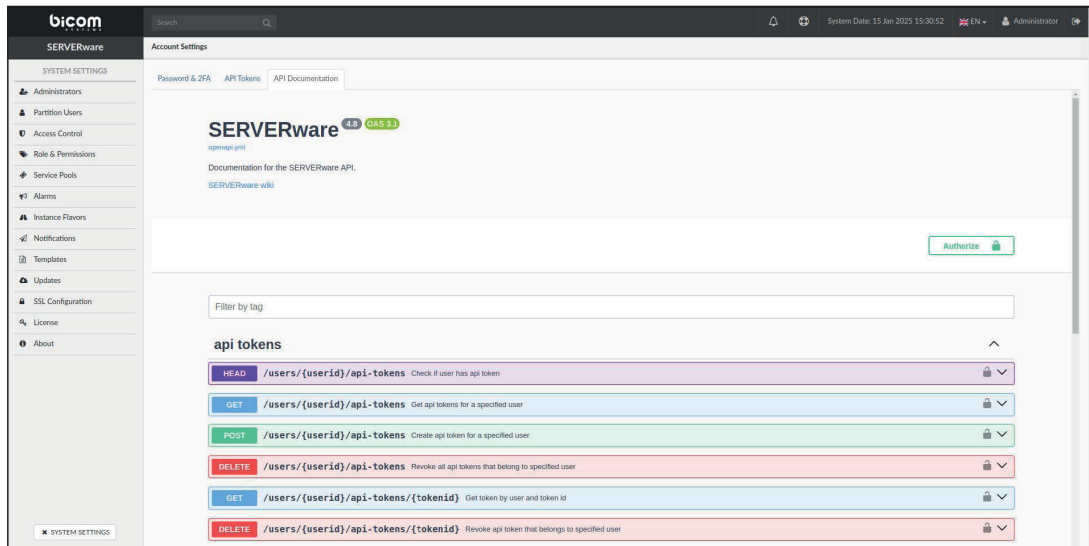 bicom
SYSTEMS
Search
System Date: 15 Jan 2025 15:30:52
EN
Administrator
SERVERware
Account Settings
SYSTEM SETTINGS
Administrators
Partition Users
Access Control
Role & Permissions
Service Pools
Alarms
Instance Flavors
Notifications
Templates
Updates
SSL Configuration
License
About
SYSTEM SETTINGS
Password & 2FA API Tokens API Documentation
SERVERware 4.8 OAS 3.1
openapi.yml
Documentation for the SERVERware API.
SERVERware wiki
Authorize
Filter by tag
api tokens
HEAD /users/{userid}/api-tokens Check if user has api token
GET /users/{userid}/api-tokens Get api tokens for a specified user
POST /users/{userid}/api-tokens Create api token for a specified user
DELETE /users/{userid}/api-tokens Revoke all api tokens that belong to specified user
GET /users/{userid}/api-tokens/{tokenid} Get token by user and token id
DELETE /users/{userid}/api-tokens/{tokenid} Revoke api token that belongs to specified user